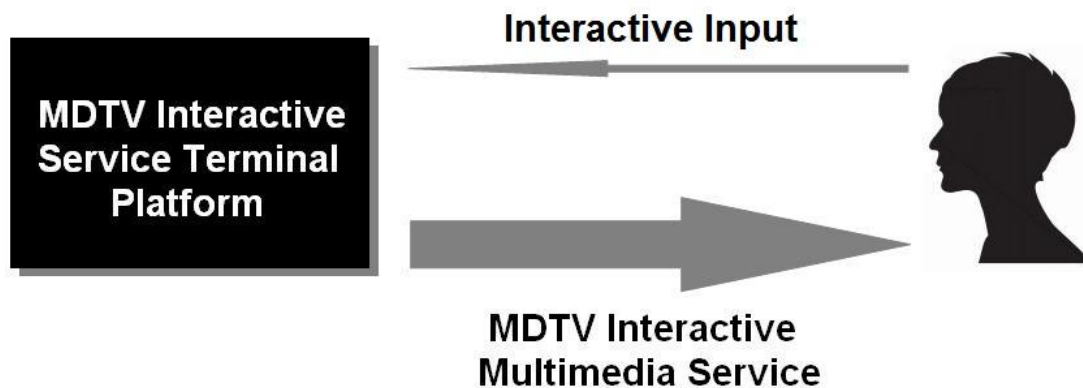 Interactive Input
MDTV Interactive
Service Terminal
Platform
MDTV Interactive
Multimedia Service